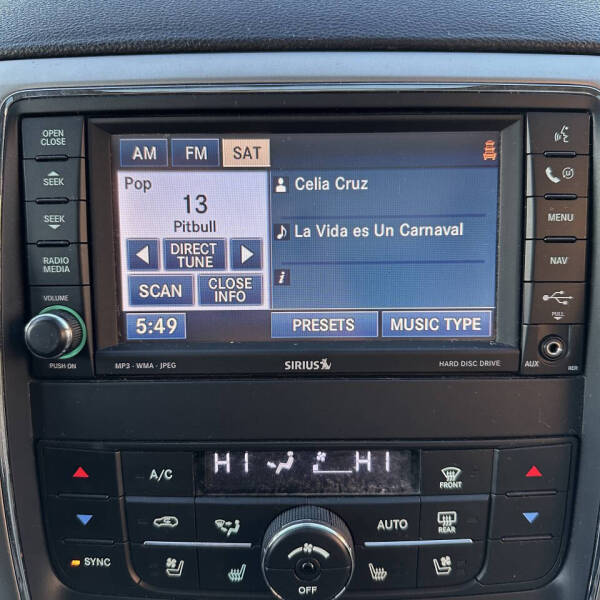 OPEN
CLOSE
SEEK
SEEK
RADIO
MEDIA
VOLUME
PUSH ON
AM FM SAT
Pop
13
Pitbull
DIRECT
TUNE
SCAN
CLOSE
INFO
Celia Cruz
La Vida es Un Carnaval
i
5:49
PRESETS
MUSIC TYPE
MP3 - WMA - JPEG
SIRIUS
HARD DISC DRIVE
MENU
NAV
PULL
AUX
RER
HI HI
A/C
FRONT
AUTO
REAR
SYNC
OFF